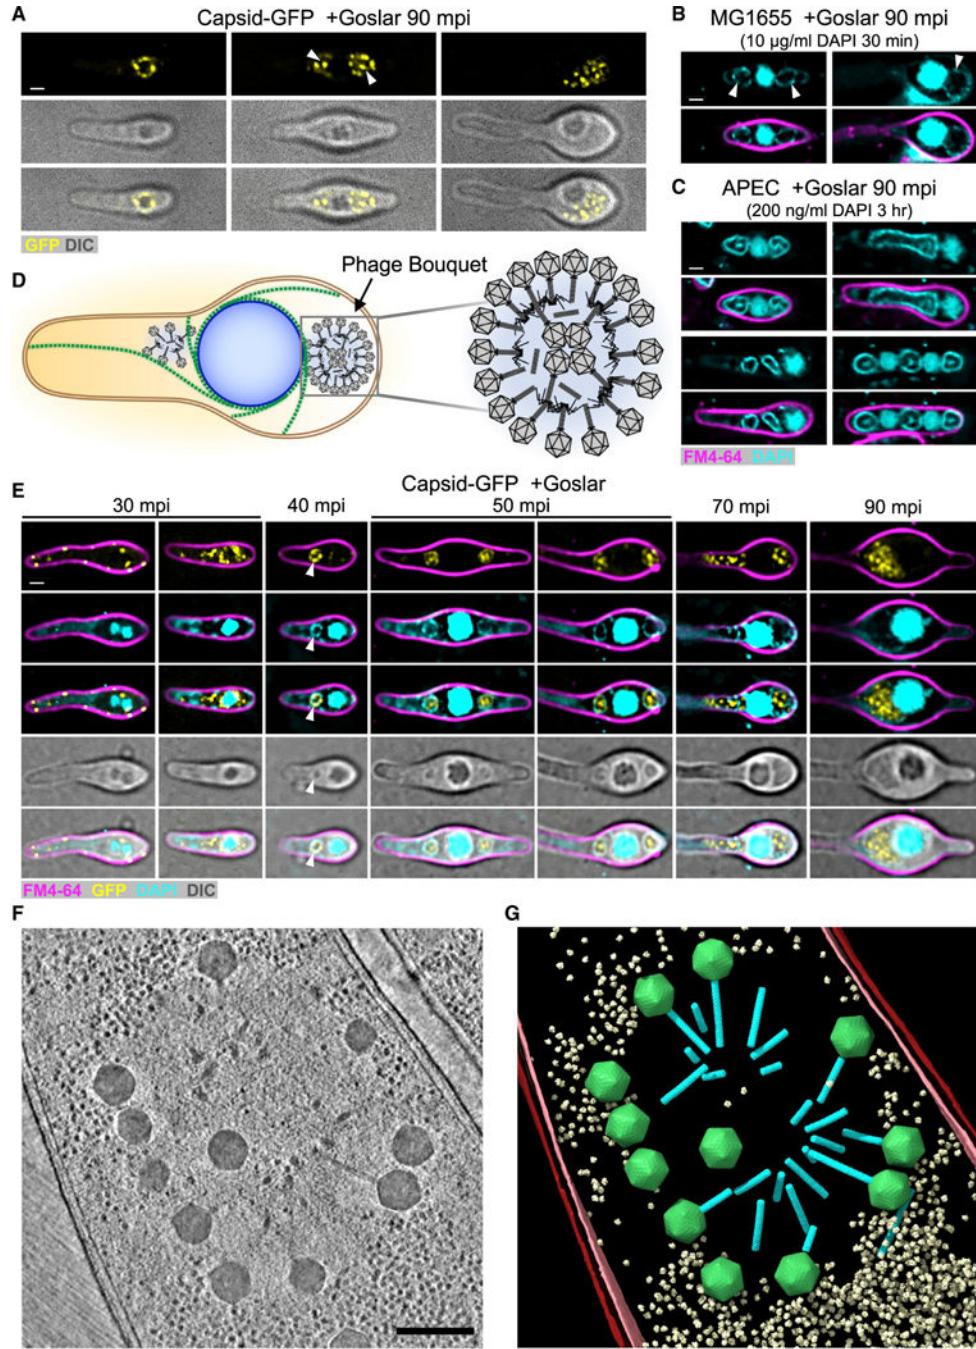 A
Capsid-GFP +Goslar 90 mpi
GFP DIC
B
MG1655 +Goslar 90 mpi
(10 µg/ml DAPI 30 min)
C
APEC +Goslar 90 mpi
(200 ng/ml DAPI 3 hr)
FM4-64 DAPI
D
Phage Bouquet
E
Capsid-GFP +Goslar
30 mpi 40 mpi 50 mpi 70 mpi 90 mpi
FM4-64 GFP DAPI DIC
F
G